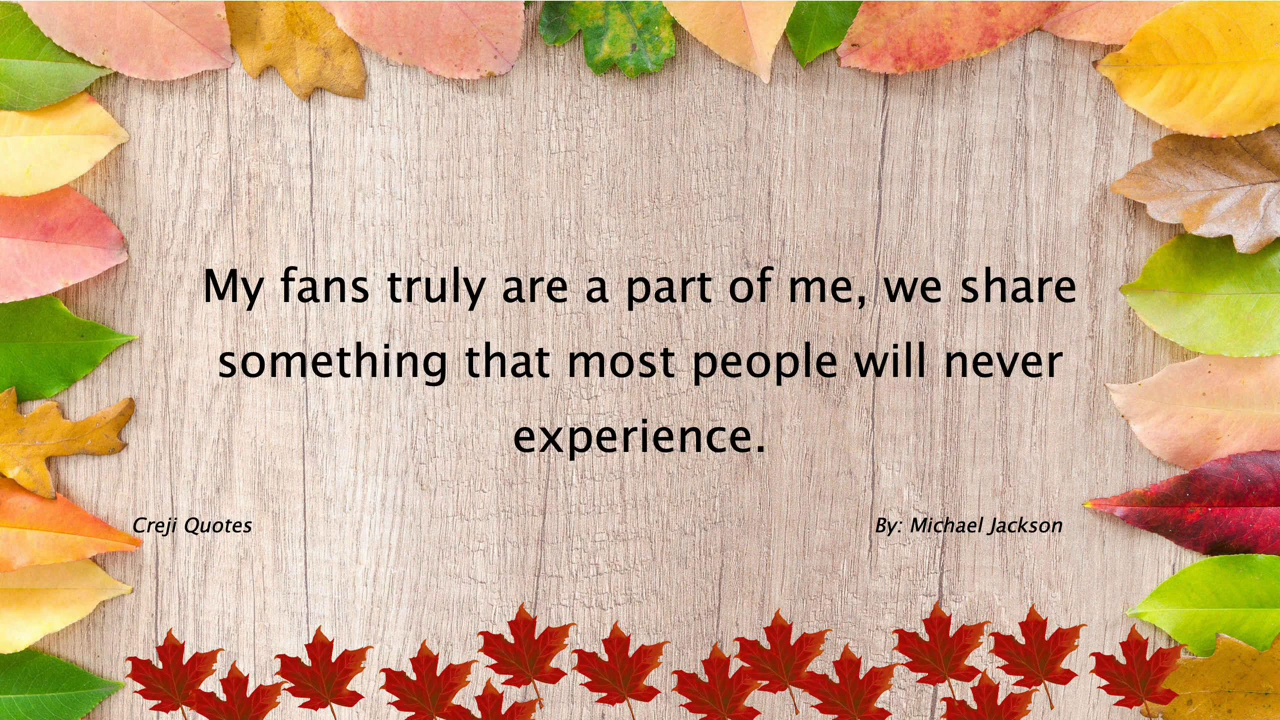 My fans truly are a part of me, we share
something that most people will never
experience.
Creji Quotes
By: Michael Jackson